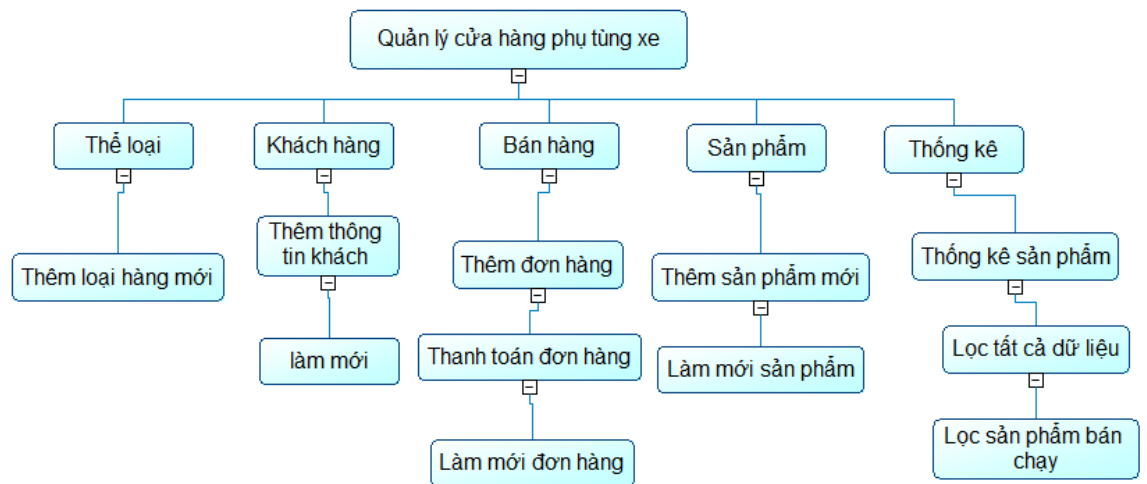 Quản lý cửa hàng phụ tùng xe
Thể loại
Khách hàng
Bán hàng
Sản phẩm
Thống kê
Thêm thông
tin khách
Thêm loại hàng mới
Thêm đơn hàng
Thêm sản phẩm mới
Thống kê sản phẩm
làm mới
Thanh toán đơn hàng
Làm mới sản phẩm
Lọc tất cả dữ liệu
Làm mới đơn hàng
Lọc sản phẩm bán
chạy